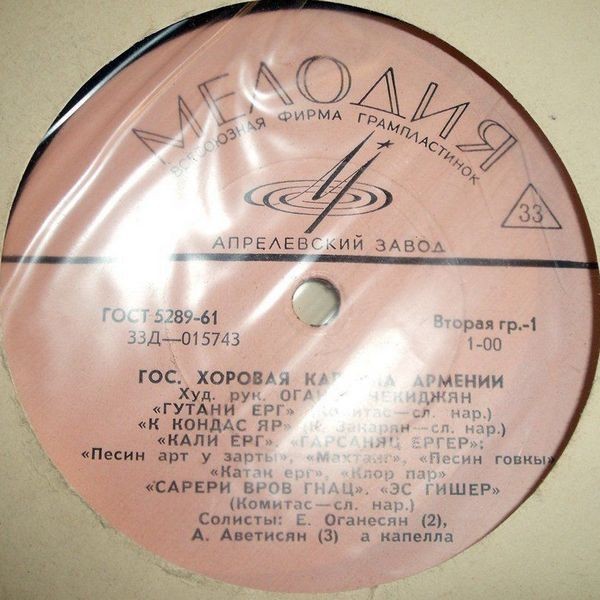 МЕЛОДИЯ
ВСЕСОЮЗНАЯ ФИРМА ГРАМПЛАСТИНОК
33
АПРЕЛЕВСКИЙ ЗАВОД
ГОСТ 5289-61
33Д—015743
Вторая гр.-1
1-00
ГОС. ХОРОВАЯ АРМЕНИИ
Худ. рук. ЧЕКИДЖЯН
«ГУТАНИ ЕРГ» (Комитас—сл. нар.)
«К КОНДАС ЯР» Закарян—сл. нар.)
«КАЛИ ЕРГ». «ГАРСАНЯЦ ЕРГЕР»:
«Песин арт у зарты», «Махтанг», «Песин говкы»
«Катак ерг», «Клор пар»
«САРЕРИ ВРОВ ГНАЦ». «ЭС ГИШЕР»
(Комитас—сл. нар.)
Солисты: Е. Оганесян (2),
А. Аветисян (3) а капелла